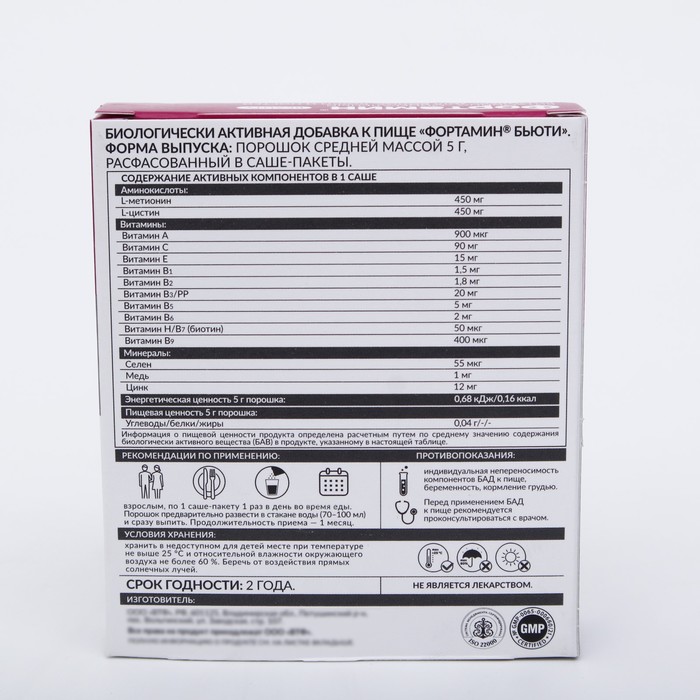 БИОЛОГИЧЕСКИ АКТИВНАЯ ДОБАВКА К ПИЩЕ «ФОРТАМИН® БЬЮТИ».
ФОРМА ВЫПУСКА: ПОРОШОК СРЕДНЕЙ МАССОЙ 5 Г,
РАСФАСОВАННЫЙ В САШЕ-ПАКЕТЫ.
СОДЕРЖАНИЕ АКТИВНЫХ КОМПОНЕНТОВ В 1 САШЕ
Аминокислоты:
L-метионин 450 мг
L-цистин 450 мг
Витамины:
Витамин А 900 мкг
Витамин С 90 мг
Витамин Е 15 мг
Витамин В1 1,5 мг
Витамин В2 1,8 мг
Витамин В3/РР 20 мг
Витамин В5 5 мг
Витамин В6 2 мг
Витамин Н/В7 (биотин) 50 мкг
Витамин В9 400 мкг
Минералы:
Селен 55 мкг
Медь 1 мг
Цинк 12 мг
Энергетическая ценность 5 г порошка: 0,68 кДж/0,16 ккал
Пищевая ценность 5 г порошка:
Углеводы/белки/жиры 0,04 г/-/-
Информация о пищевой ценности продукта определена расчетным путем по среднему значению содержания
биологически активного вещества (БАВ) в продукте, указанному в настоящей таблице.
РЕКОМЕНДАЦИИ ПО ПРИМЕНЕНИЮ:
взрослым, по 1 саше-пакету 1 раз в день во время еды.
Порошок предварительно развести в стакане воды (70–100 мл)
и сразу выпить. Продолжительность приема — 1 месяц.
ПРОТИВОПОКАЗАНИЯ:
индивидуальная непереносимость
компонентов БАД к пище,
беременность, кормление грудью.
Перед применением БАД
к пище рекомендуется
проконсультироваться с врачом.
УСЛОВИЯ ХРАНЕНИЯ:
хранить в недоступном для детей месте при температуре
не выше 25 °С и относительной влажности окружающего
воздуха не более 60 %. Беречь от воздействия прямых
солнечных лучей.
СРОК ГОДНОСТИ: 2 ГОДА.
НЕ ЯВЛЯЕТСЯ ЛЕКАРСТВОМ.
ИЗГОТОВИТЕЛЬ:
ISO 22000
GMP
CERTIFIED